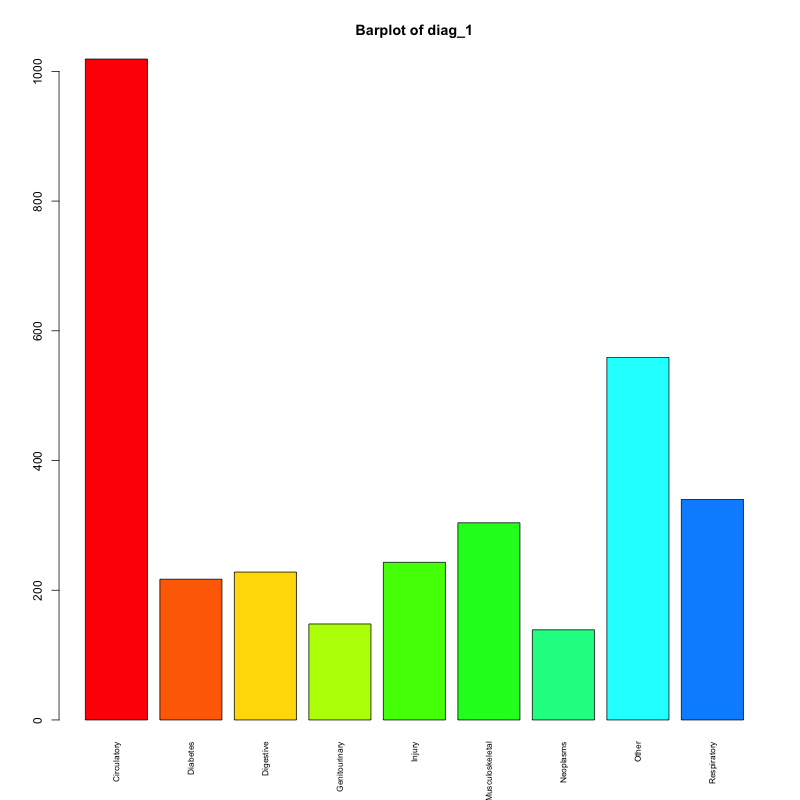 Barplot of diag_1
1000
800
600
400
200
0
Circulatory
Diabetes
Digestive
Genitourinary
Injury
Musculoskeletal
Neoplasms
Other
Respiratory